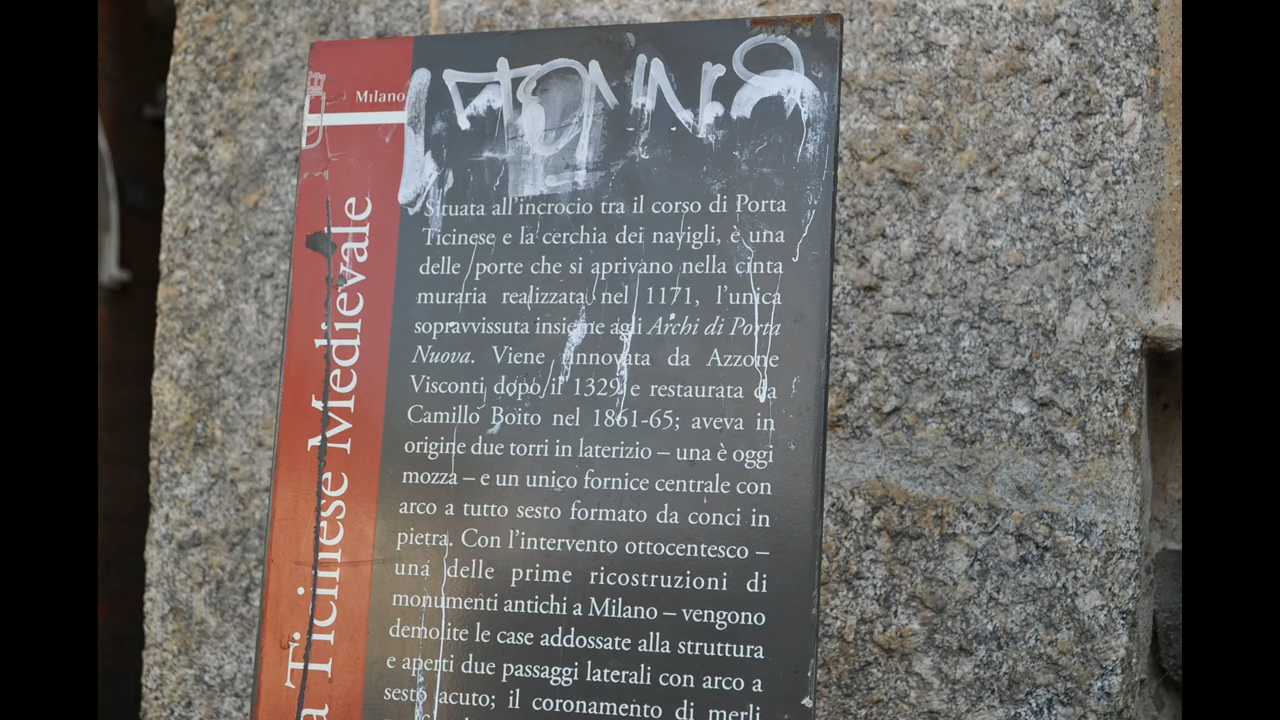 Milano
a Ticinese Medievale
Situata all'incrocio tra il corso di Porta
Ticinese e la cerchia dei navigli, è una
delle porte che si aprivano nella cinta
muraria realizzata nel 1171, l'unica
sopravvissuta insieme agli Archi di Porta
Nuova. Viene rinnovata da Azzone
Visconti dopo il 1329 e restaurata da
Camillo Boito nel 1861-65; aveva in
origine due torri in laterizio – una è oggi
mozza – e un unico fornice centrale con
arco a tutto sesto formato da conci in
pietra. Con l'intervento ottocentesco –
una delle prime ricostruzioni di
monumenti antichi a Milano – vengono
demolite le case addossate alla struttura
e aperti due passaggi laterali con arco a
sesto acuto; il coronamento di merli